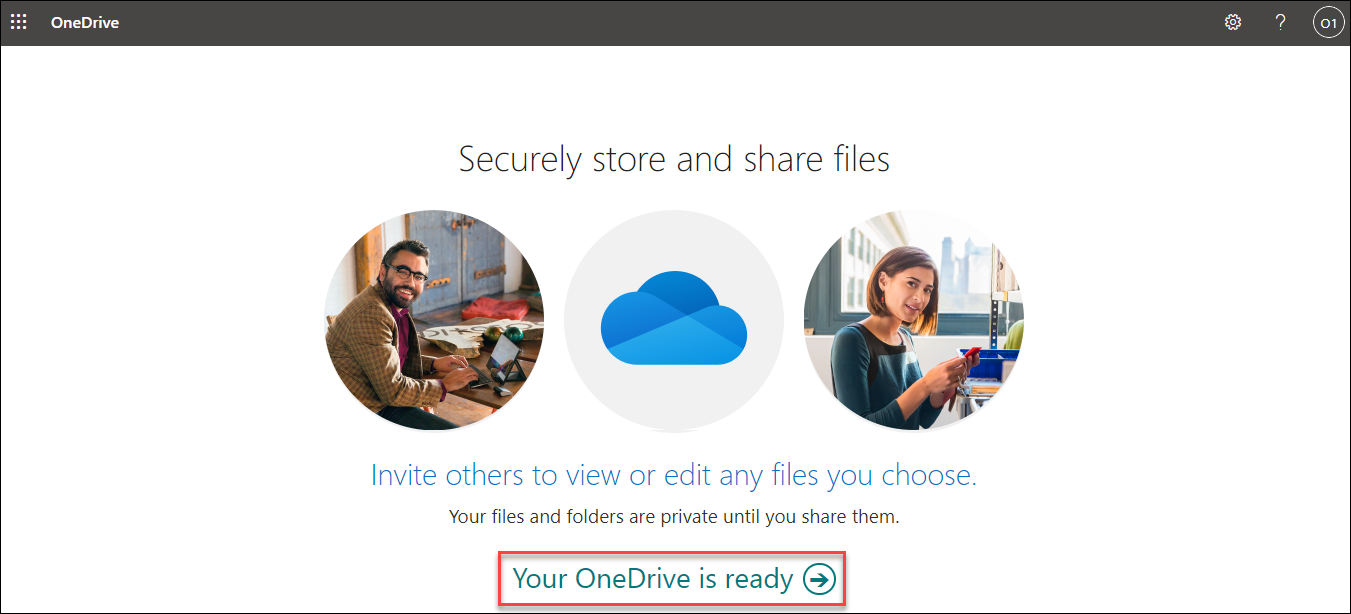 OneDrive
?
O1
Securely store and share files
Invite others to view or edit any files you choose.
Your files and folders are private until you share them.
Your OneDrive is ready